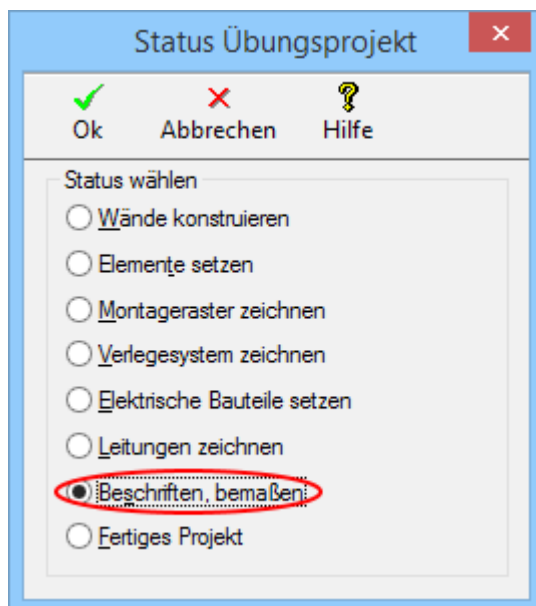 Status Übungsprojekt
Ok Abbrechen Hilfe
Status wählen
Wände konstruieren
Elemente setzen
Montageraster zeichnen
Verlegesystem zeichnen
Elektrische Bauteile setzen
Leitungen zeichnen
Beschriften, bemaßen
Fertiges Projekt